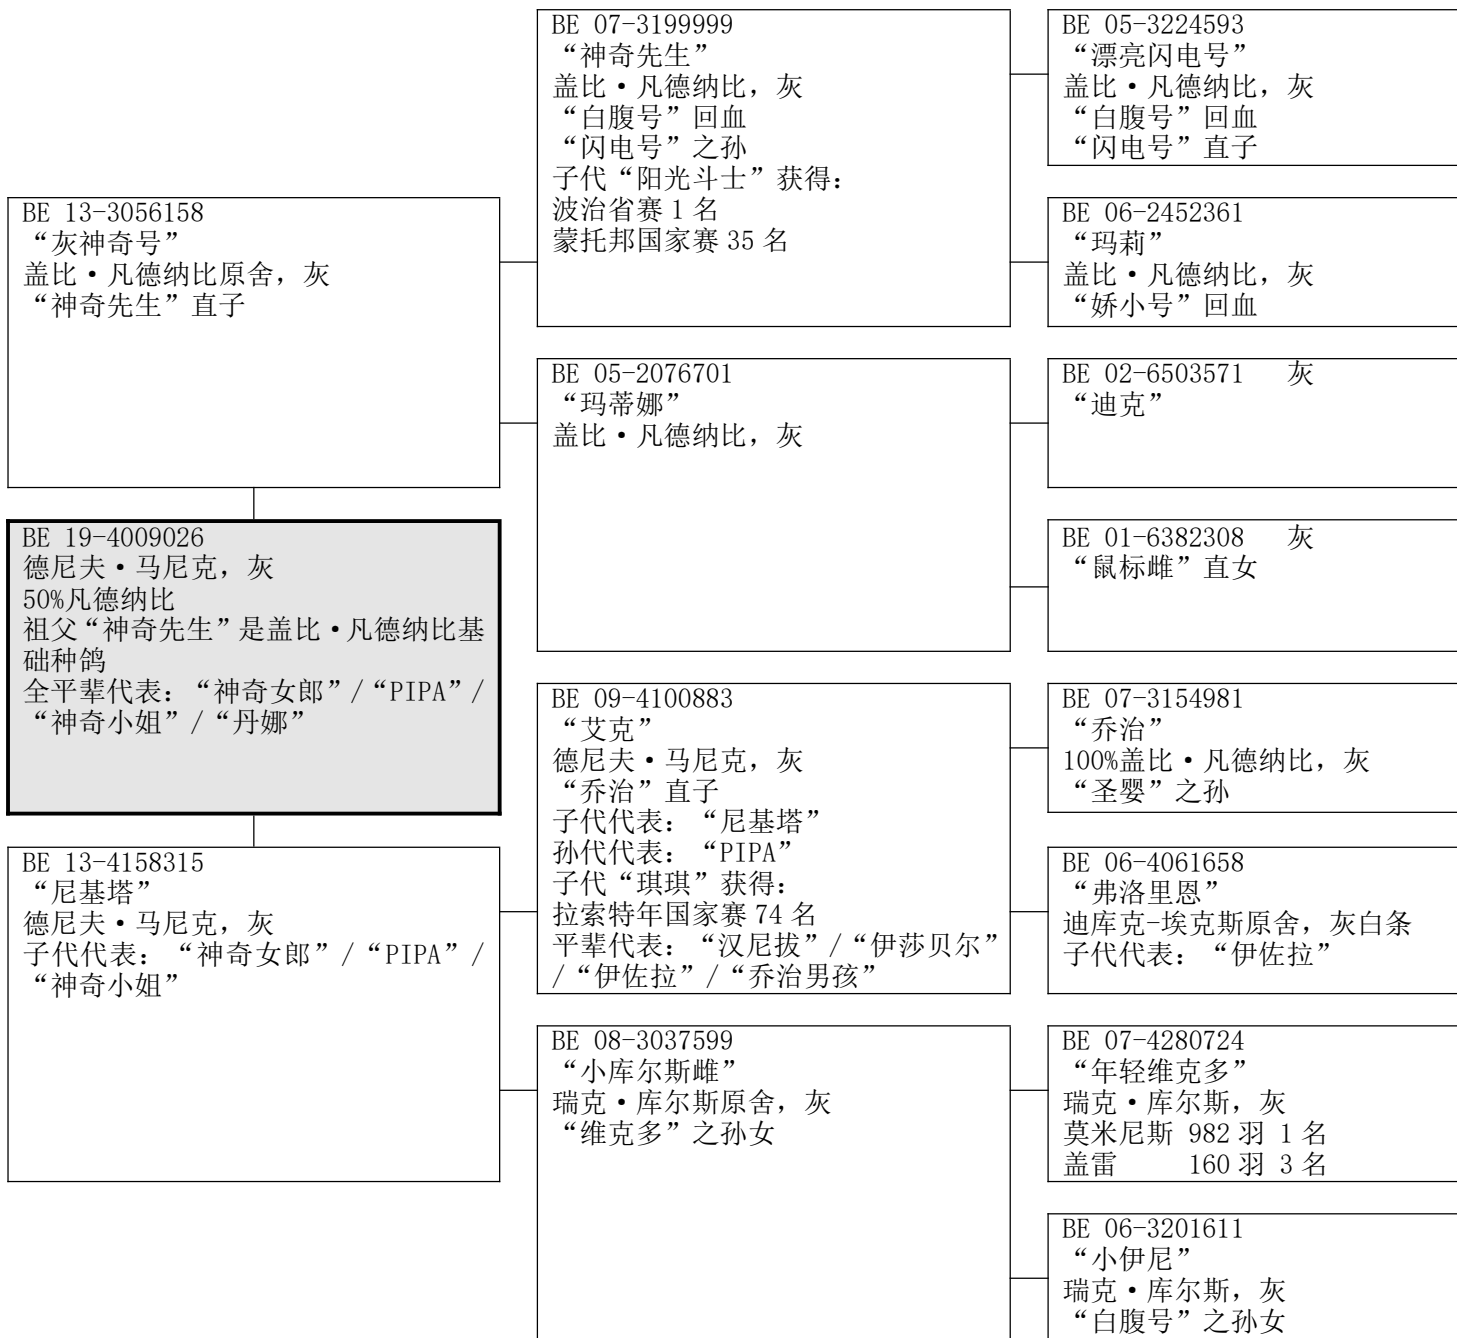 BE 13-3056158
“灰神奇号”
盖比·凡德纳比原舍，灰
“神奇先生”直子
BE 19-4009026
德尼夫·马尼克，灰
50%凡德纳比
祖父“神奇先生”是盖比·凡德纳比基
础种鸽
全平辈代表：“神奇女郎”/“PIPA”/
“神奇小姐”/“丹娜”
BE 13-4158315
“尼基塔”
德尼夫·马尼克，灰
子代代表：“神奇女郎”/“PIPA”/
“神奇小姐”
BE 07-3199999
“神奇先生”
盖比·凡德纳比，灰
“白腹号”回血
“闪电号”之孙
子代“阳光斗士”获得：
波治省赛 1 名
蒙托邦国家赛 35 名
BE 05-2076701
“玛蒂娜”
盖比·凡德纳比，灰
BE 09-4100883
“艾克”
德尼夫·马尼克，灰
“乔治”直子
子代代表：“尼基塔”
孙代代表：“PIPA”
子代“琪琪”获得：
拉索特年国家赛 74 名
平辈代表：“汉尼拔”/“伊莎贝尔”
/“伊佐拉”/“乔治男孩”
BE 08-3037599
“小库尔斯雌”
瑞克·库尔斯原舍，灰
“维克多”之孙女
BE 05-3224593
“漂亮闪电号”
盖比·凡德纳比，灰
“白腹号”回血
“闪电号”直子
BE 06-2452361
“玛莉”
盖比·凡德纳比，灰
“娇小号”回血
BE 02-6503571 灰
“迪克”
BE 01-6382308 灰
“鼠标雌”直女
BE 07-3154981
“乔治”
100%盖比·凡德纳比，灰
“圣婴”之孙
BE 06-4061658
“弗洛里恩”
迪库克-埃克斯原舍，灰白条
子代代表：“伊佐拉”
BE 07-4280724
“年轻维克多”
瑞克·库尔斯，灰
莫米尼斯 982 羽 1 名
盖雷 160 羽 3 名
BE 06-3201611
“小伊尼”
瑞克·库尔斯，灰
“白腹号”之孙女